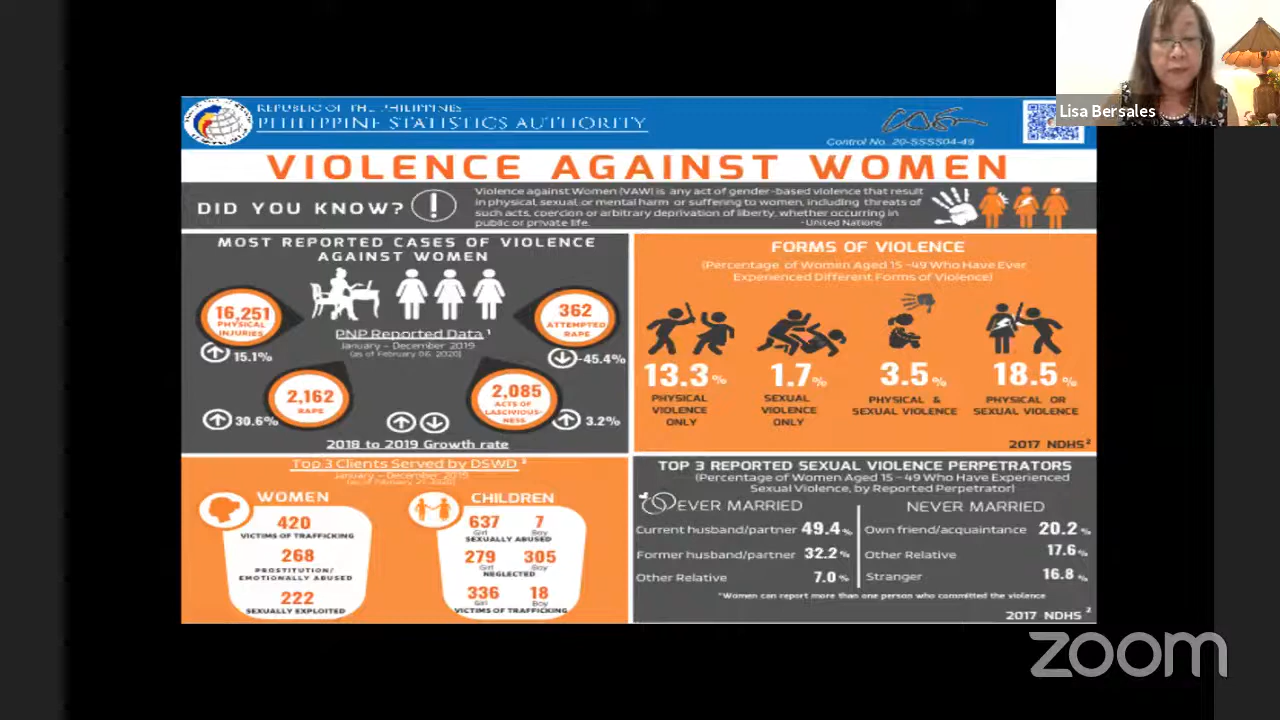 Lisa Bersales
REPUBLIC OF THE PHILIPPINES
PHILIPPINE STATISTICS AUTHORITY
Control No. 20-SSSS04-49
VIOLENCE AGAINST WOMEN
DID YOU KNOW?
Violence against Women (VAW) is any act of gender-based violence that result
in physical, sexual, or mental harm or suffering to women, including threats of
such acts, coercion or arbitrary deprivation of liberty, whether occurring in
public or private life.
-United Nations
MOST REPORTED CASES OF VIOLENCE
AGAINST WOMEN
16,251
PHYSICAL
INJURIES
15.1%
PNP Reported Data 1
January - December 2019
(as of February 06, 2020)
362
ATTEMPTED
RAPE
-45.4%
2,162
RAPE
30.6%
2,085
ACTS OF
LASCIVIOUS-
NESS
3.2%
2018 to 2019 Growth rate
FORMS OF VIOLENCE
(Percentage of Women Aged 15 -49 Who Have Ever
Experienced Different Forms of Violence)
13.3%
PHYSICAL
VIOLENCE
ONLY
1.7%
SEXUAL
VIOLENCE
ONLY
3.5%
PHYSICAL &
SEXUAL VIOLENCE
18.5%
PHYSICAL OR
SEXUAL VIOLENCE
2017 NDHS 2
Top 3 Clients Served by DSWD 3
WOMEN
420
VICTIMS OF TRAFFICKING
268
PROSTITUTION/
EMOTIONALLY ABUSED
222
SEXUALLY EXPLOITED
CHILDREN
637 7
Girl Boy
SEXUALLY ABUSED
279 305
Girl Boy
NEGLECTED
336 18
Girl Boy
VICTIMS OF TRAFFICKING
TOP 3 REPORTED SEXUAL VIOLENCE PERPETRATORS
(Percentage of Women Aged 15 - 49 Who Have Experienced
Sexual Violence, by Reported Perpetrator)
EVER MARRIED
Current husband/partner 49.4%
Former husband/partner 32.2%
Other Relative 7.0%
NEVER MARRIED
Own friend/acquaintance 20.2%
Other Relative 17.6%
Stranger 16.8%
*Women can report more than one person who committed the violence
2017 NDHS 2
zoom